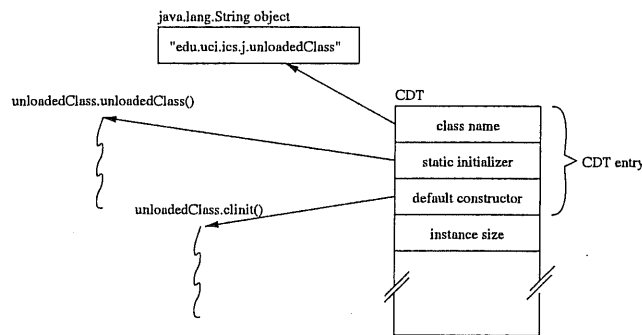 java.lang.String object
"edu.uci.ics.j.unloadedClass"
unloadedClass.unloadedClass()
CDT
class name
static initializer
CDT entry
default constructor
unloadedClass.clinit()
instance size